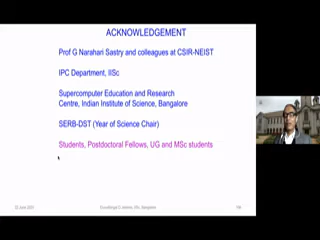 ACKNOWLEDGEMENT
Prof G Narahari Sastry and colleagues at CSIR-NEIST
IPC Department, IISc
Supercomputer Education and Research
Centre, Indian Institute of Science, Bangalore
SERB-DST (Year of Science Chair)
Students, Postdoctoral Fellows, UG and MSc students